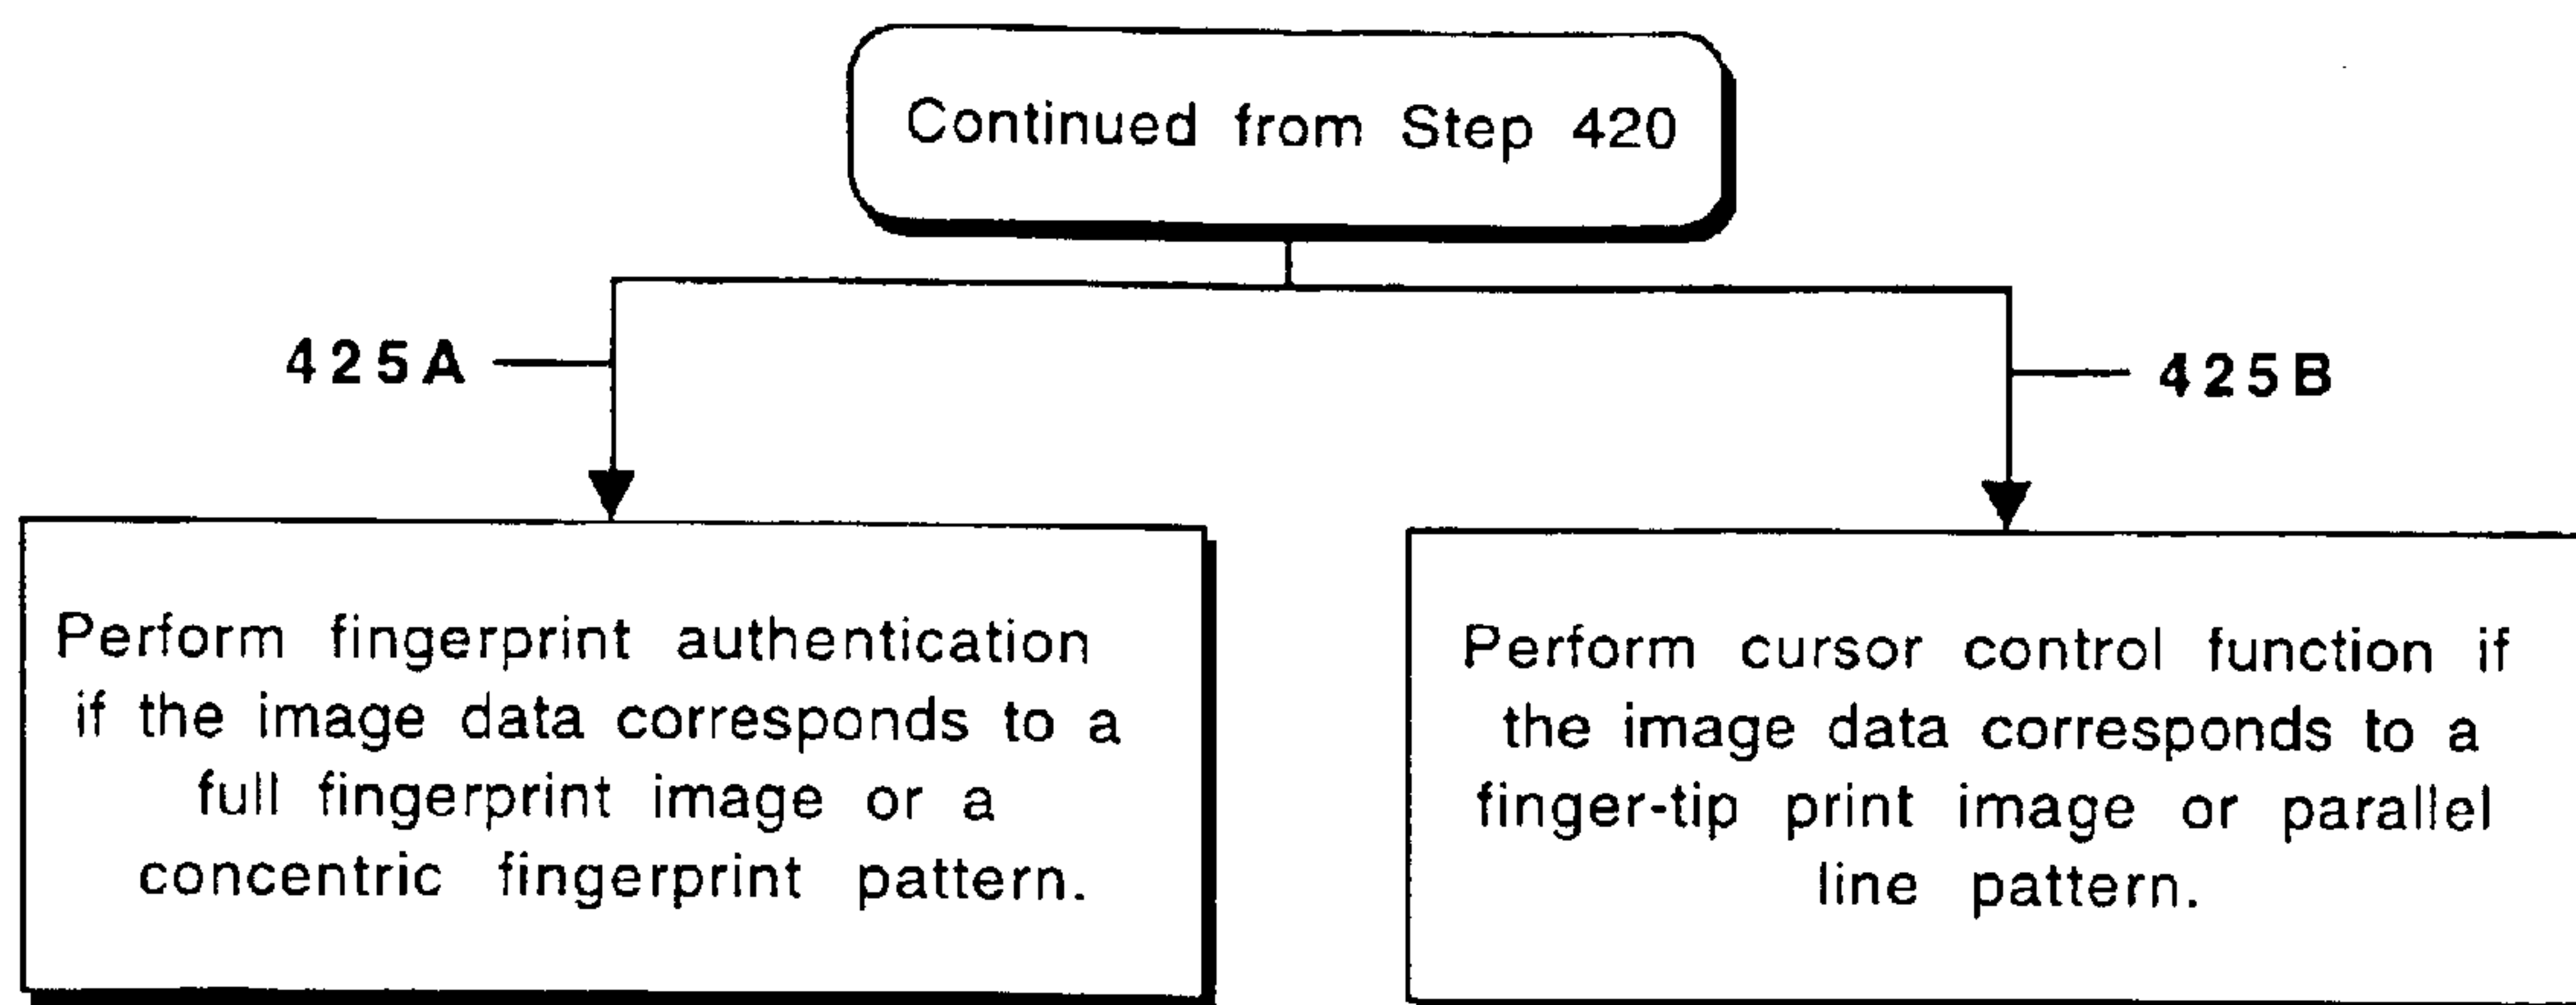 Continued from Step 420
425A
425B
Perform fingerprint authentication
if the image data corresponds to a
full fingerprint image or a
concentric fingerprint pattern.
Perform cursor control function if
the image data corresponds to a
finger-tip print image or parallel
line pattern.